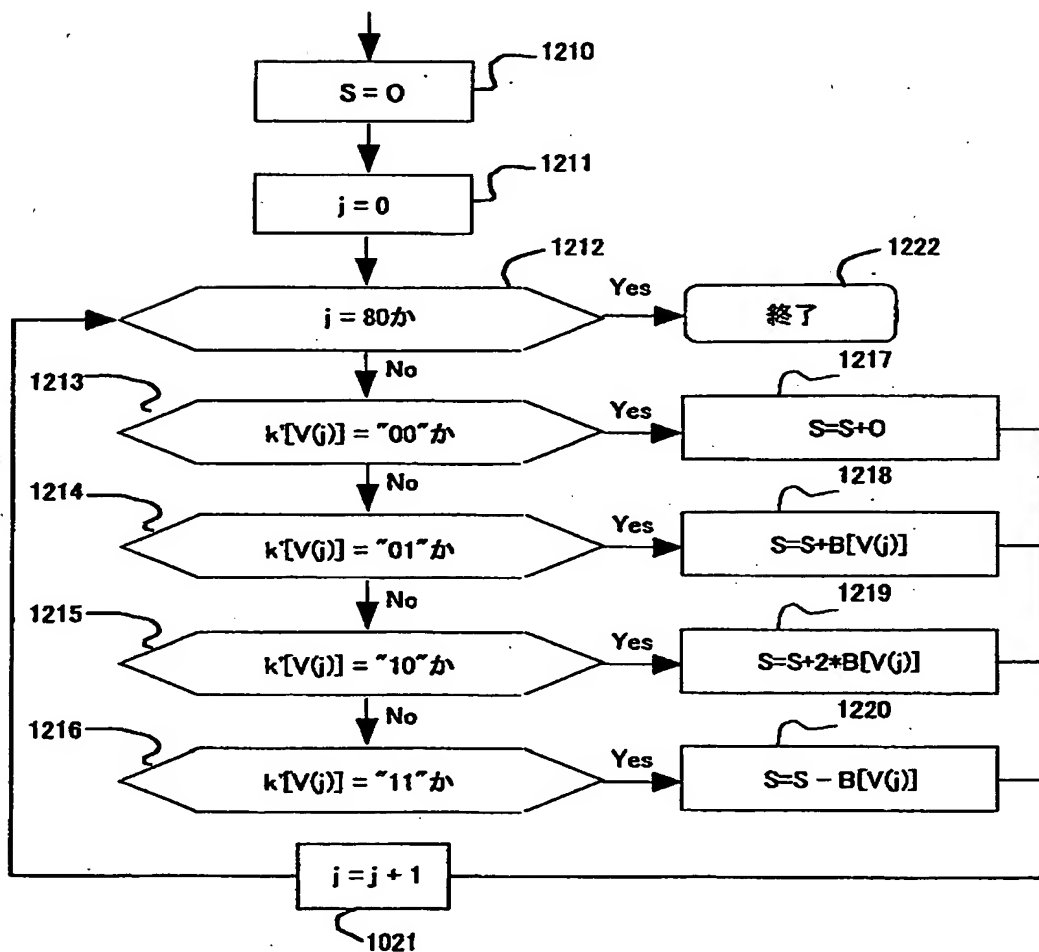 1210
S = O
1211
j = 0
1212
1222
j = 80か
Yes
終了
No
1213
1217
k'[V(j)] = "00"か
Yes
S=S+O
No
1214
1218
k'[V(j)] = "01"か
Yes
S=S+B[V(j)]
No
1215
1219
k'[V(j)] = "10"か
Yes
S=S+2*B[V(j)]
No
1216
1220
k'[V(j)] = "11"か
Yes
S=S − B[V(j)]
j = j + 1
1021